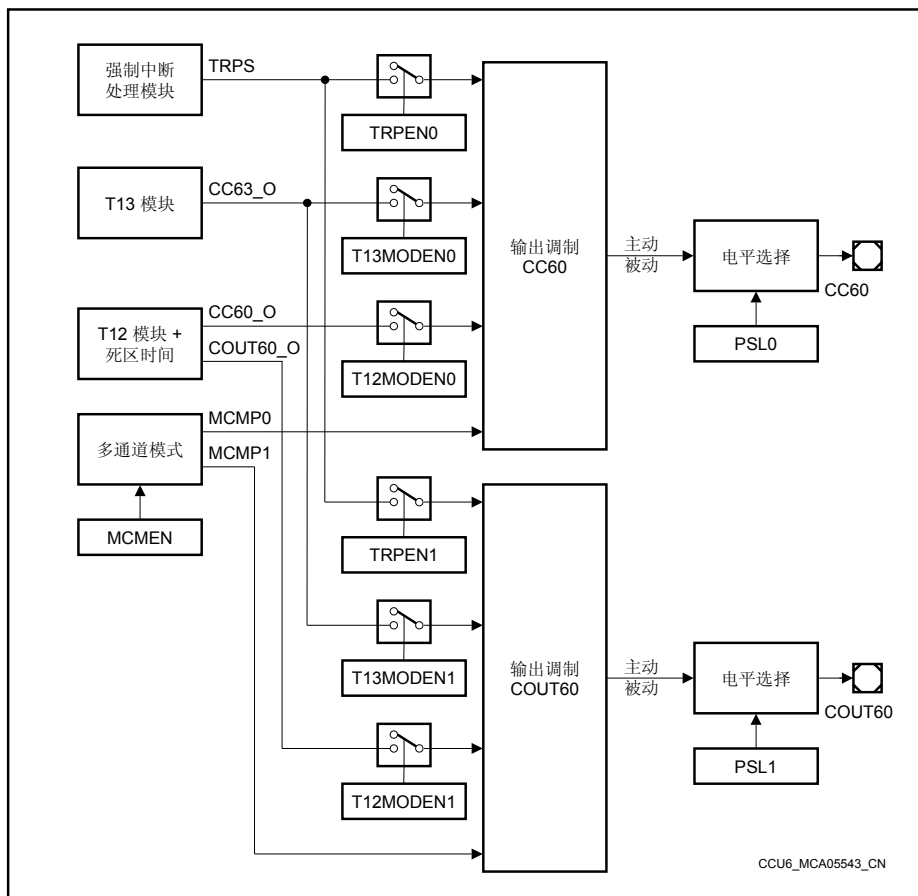 强制中断
处理模块
TRPS
TRPEN0
T13 模块
CC63_O
T13MODEN0
T12 模块 +
死区时间
CC60_O
COUT60_O
T12MODEN0
多通道模式
MCMP0
MCMP1
MCMEN
输出调制
CC60
主动
被动
电平选择
CC60
PSL0
TRPEN1
T13MODEN1
T12MODEN1
输出调制
COUT60
主动
被动
电平选择
COUT60
PSL1
CCU6_MCA05543_CN